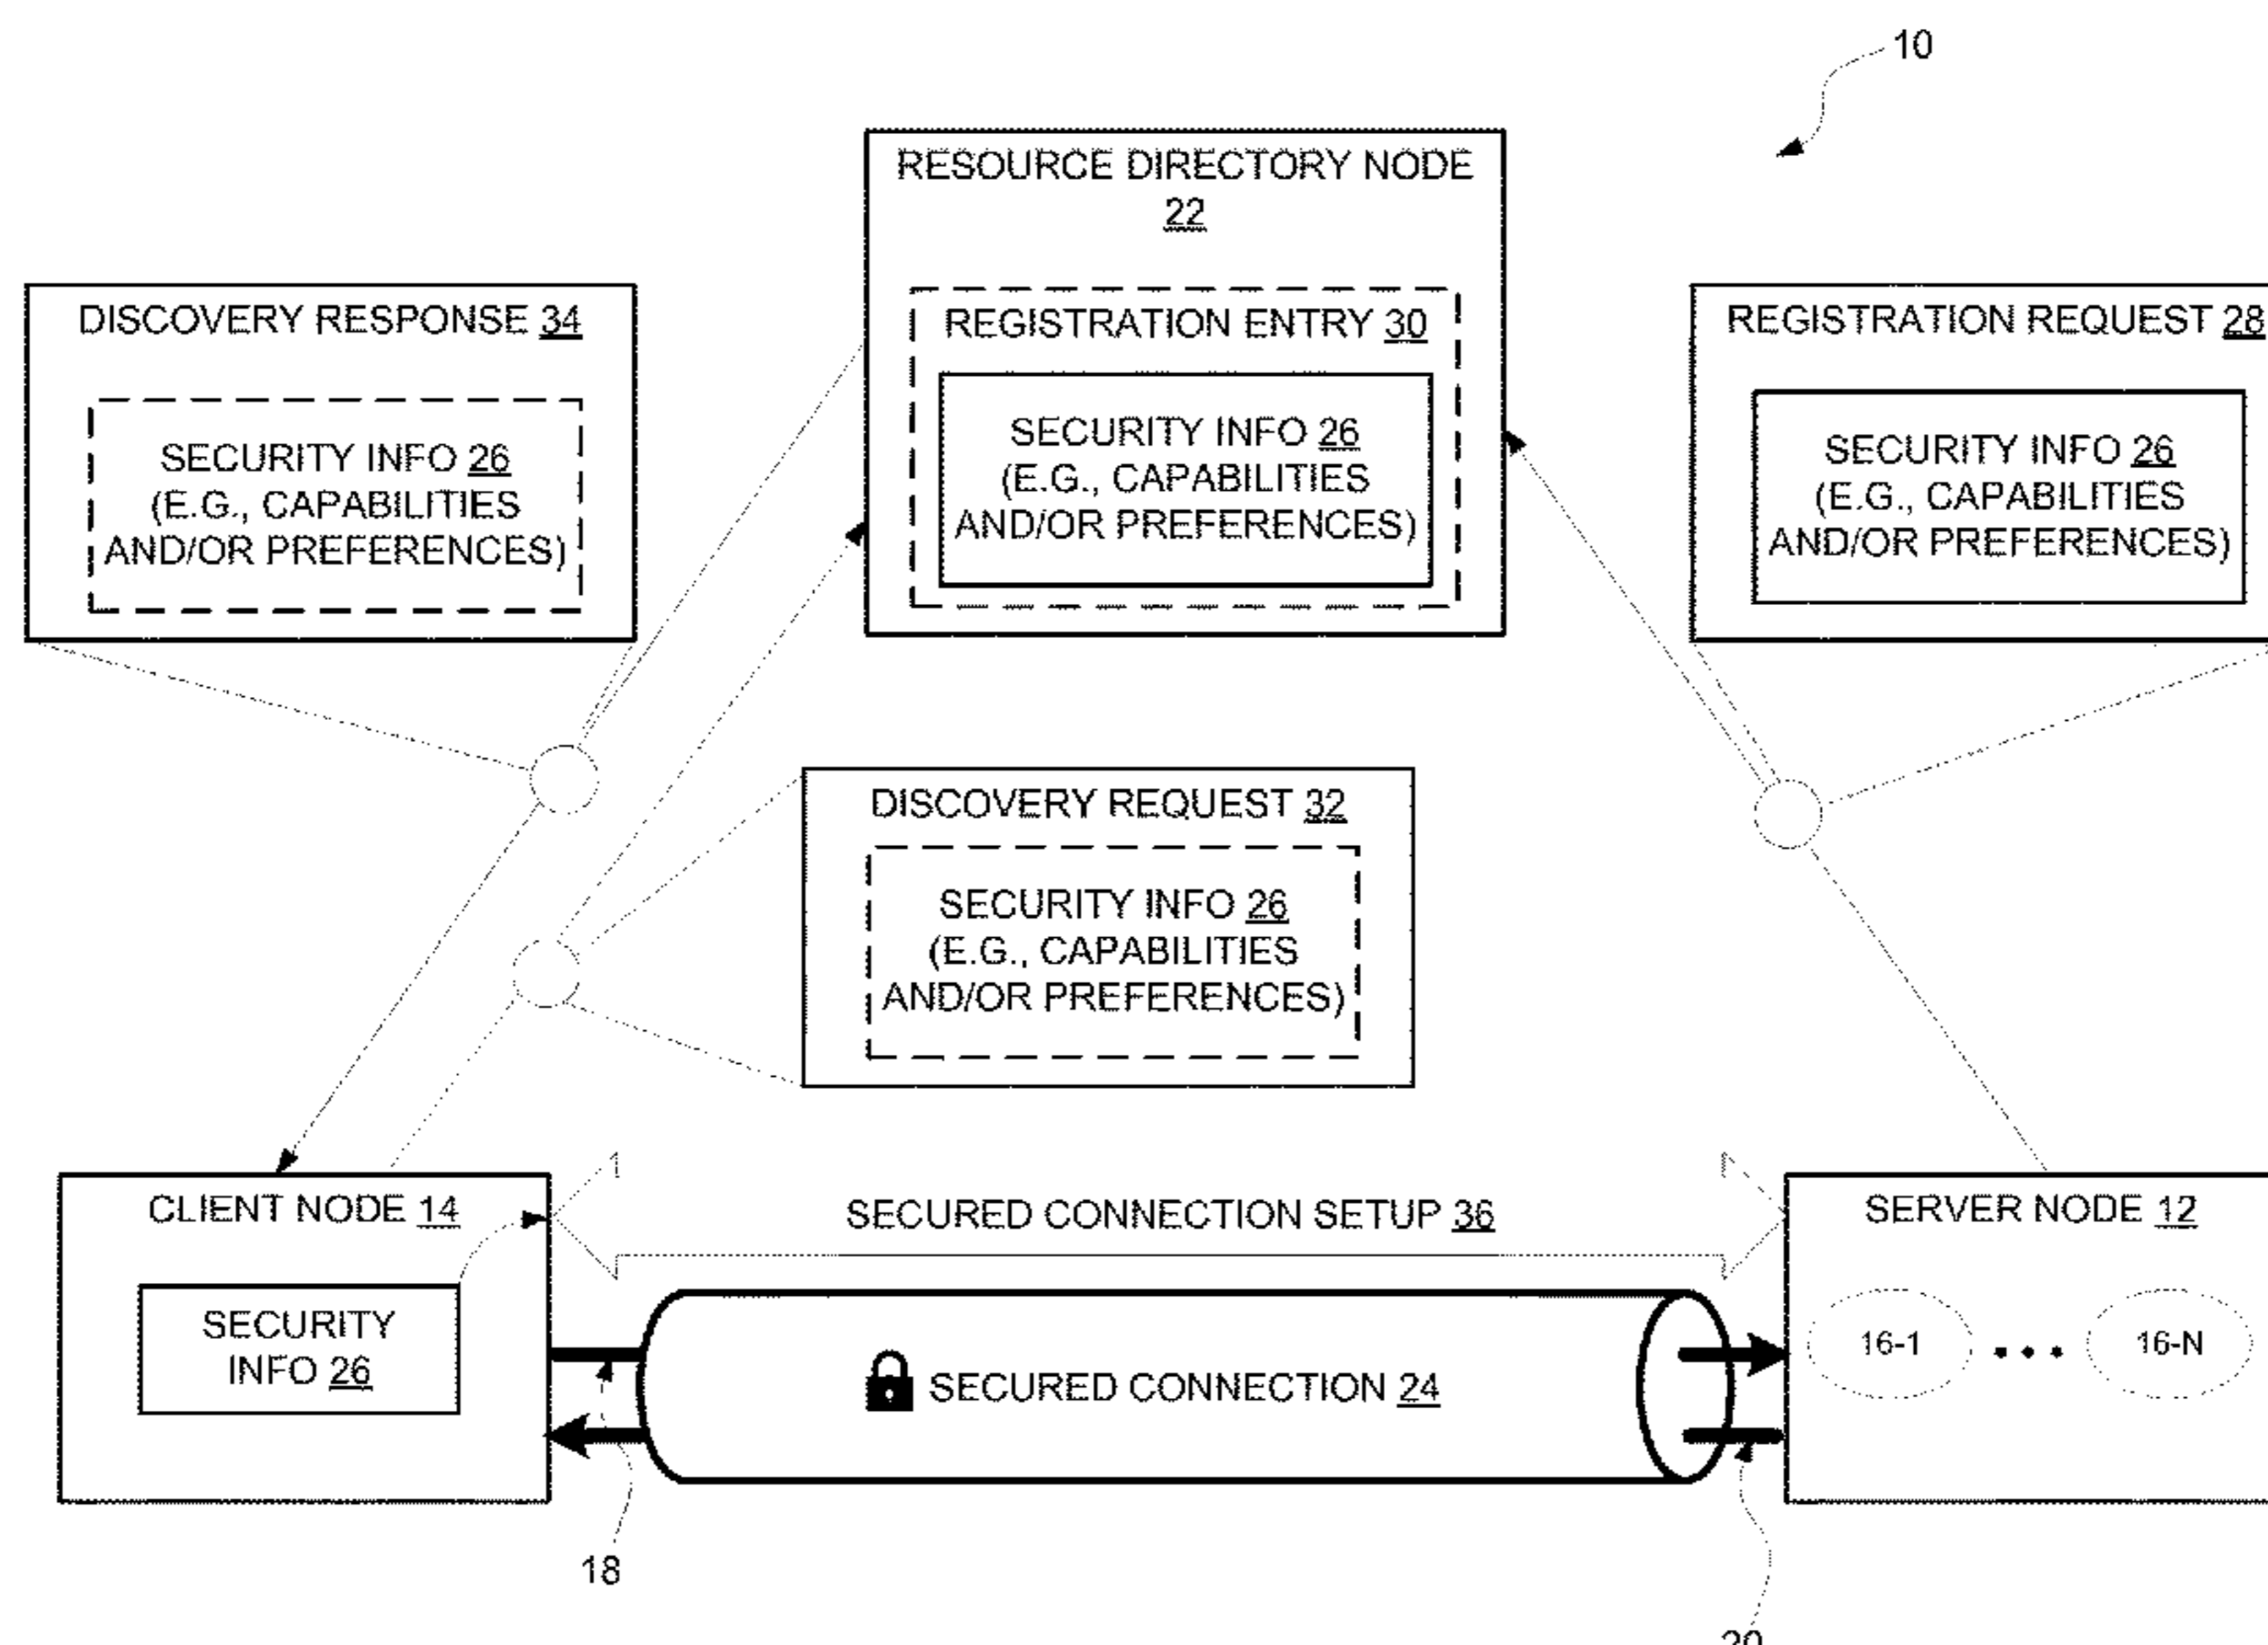 10
RESOURCE DIRECTORY NODE
22
REGISTRATION ENTRY 30
SECURITY INFO 26
(E.G., CAPABILITIES
AND/OR PREFERENCES)
DISCOVERY RESPONSE 34
SECURITY INFO 26
(E.G., CAPABILITIES
AND/OR PREFERENCES)
REGISTRATION REQUEST 28
SECURITY INFO 26
(E.G., CAPABILITIES
AND/OR PREFERENCES)
DISCOVERY REQUEST 32
SECURITY INFO 26
(E.G., CAPABILITIES
AND/OR PREFERENCES)
CLIENT NODE 14
SECURITY
INFO 26
SECURED CONNECTION SETUP 36
SECURED CONNECTION 24
SERVER NODE 12
16-1 ••• 16-N
18
20